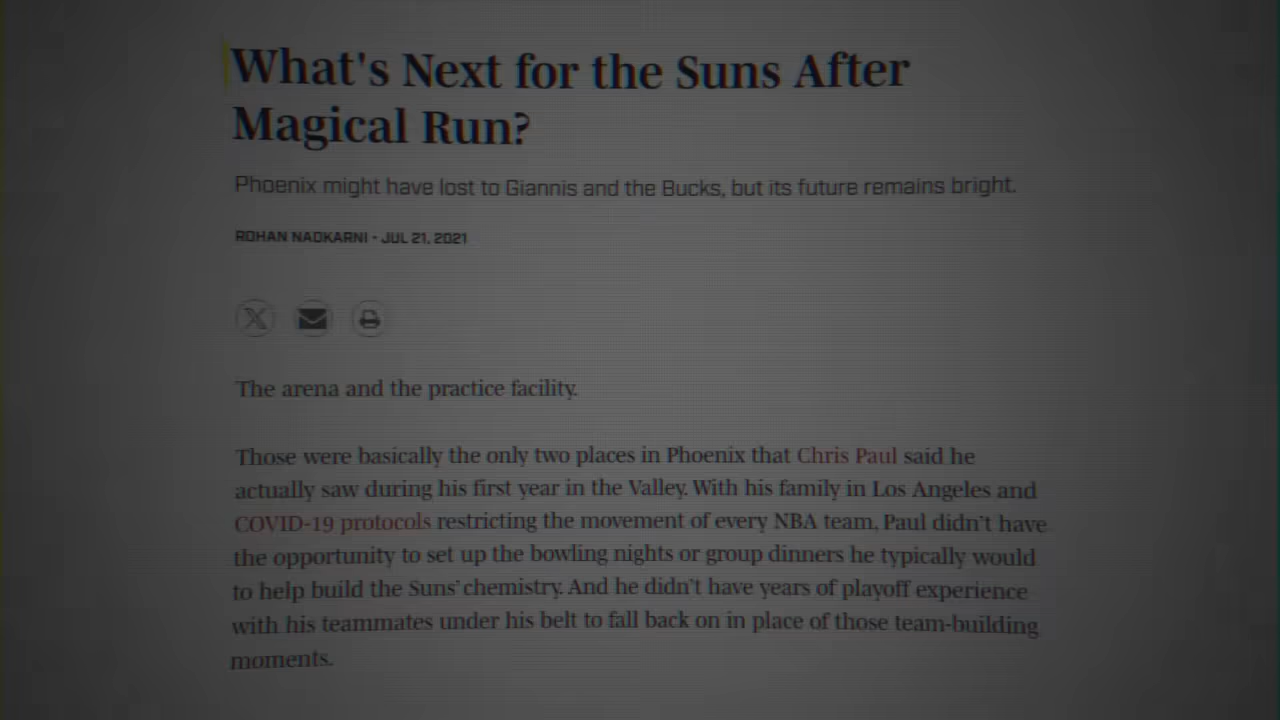 What's Next for the Suns After
Magical Run?
Phoenix might have lost to Giannis and the Bucks, but its future remains bright.
ROHAN NADKARNI - JUL 21, 2021
The arena and the practice facility.
Those were basically the only two places in Phoenix that Chris Paul said he
actually saw during his first year in the Valley. With his family in Los Angeles and
COVID-19 protocols restricting the movement of every NBA team, Paul didn't have
the opportunity to set up the bowling nights or group dinners he typically would
to help build the Suns' chemistry. And he didn't have years of playoff experience
with his teammates under his belt to fall back on in place of those team-building
moments.